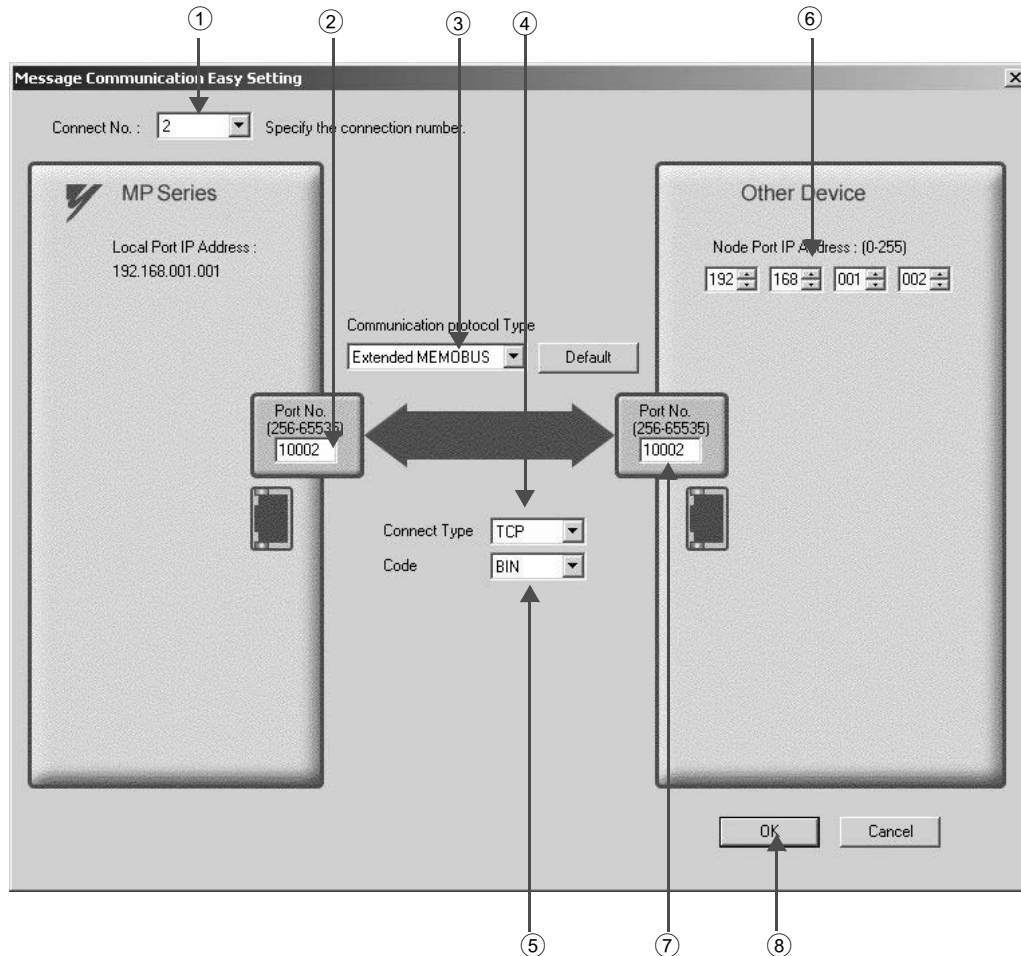 ① ② ③ ④ ⑥
Message Communication Easy Setting
Connect No. : 2 Specify the connection number.
MP Series
Local Port IP Address :
192.168.001.001
Other Device
Node Port IP Address : (0-255)
192 168 001 002
Communication protocol Type
Extended MEMOBUS Default
Port No.
(256-65535)
10002
Port No.
(256-65535)
10002
Connect Type TCP
Code BIN
OK Cancel
⑤ ⑦ ⑧